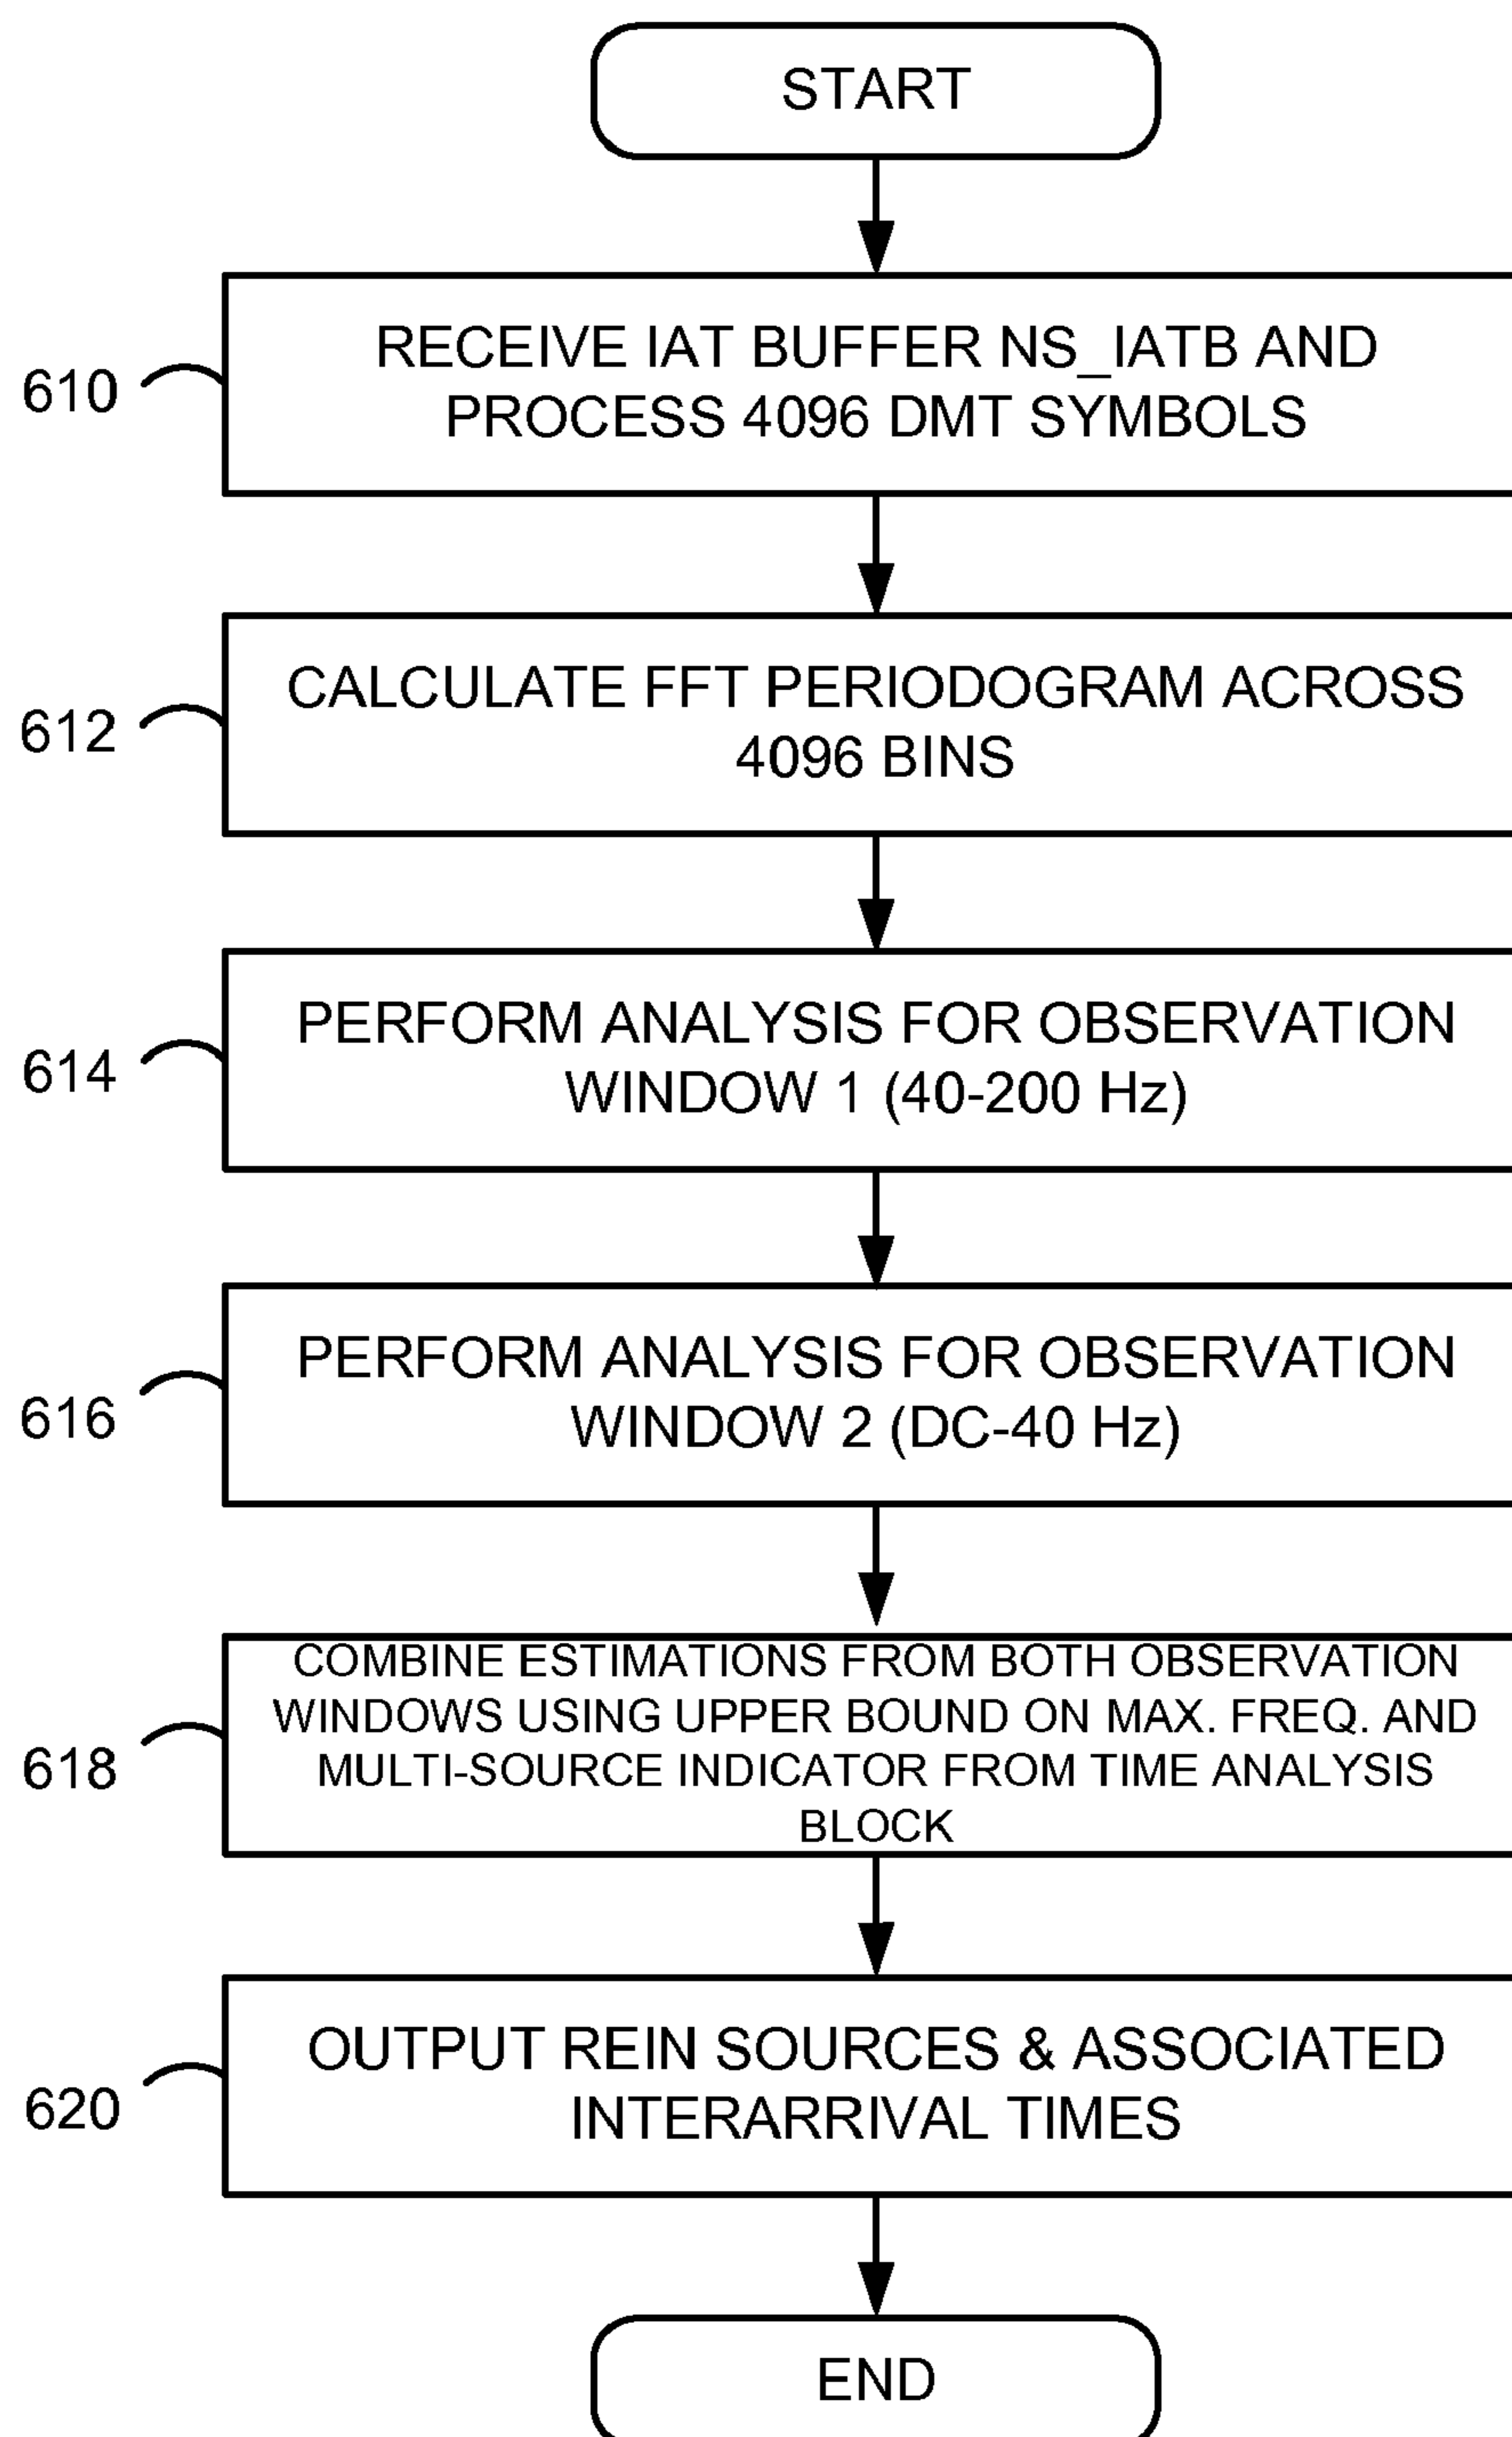 START
610
RECEIVE IAT BUFFER NS_IATB AND
PROCESS 4096 DMT SYMBOLS
612
CALCULATE FFT PERIODOGRAM ACROSS
4096 BINS
614
PERFORM ANALYSIS FOR OBSERVATION
WINDOW 1 (40-200 Hz)
616
PERFORM ANALYSIS FOR OBSERVATION
WINDOW 2 (DC-40 Hz)
618
COMBINE ESTIMATIONS FROM BOTH OBSERVATION
WINDOWS USING UPPER BOUND ON MAX. FREQ. AND
MULTI-SOURCE INDICATOR FROM TIME ANALYSIS
BLOCK
620
OUTPUT REIN SOURCES & ASSOCIATED
INTERARRIVAL TIMES
END